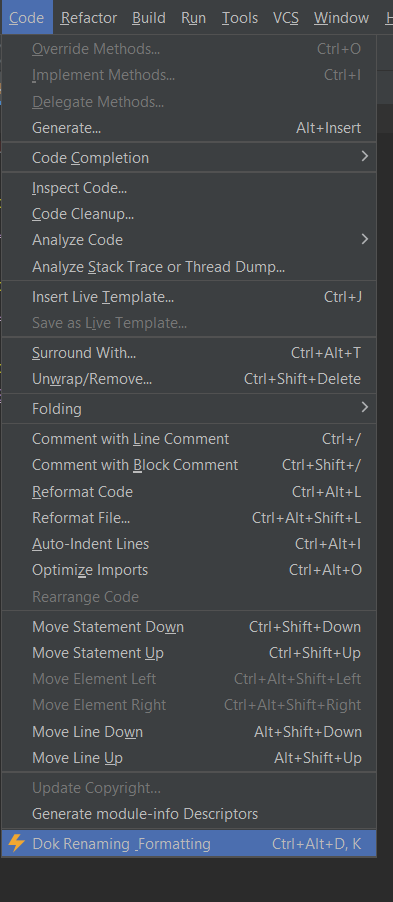 Code Refactor Build Run Tools VCS Window H
Override Methods... Ctrl+O
Implement Methods... Ctrl+I
Delegate Methods...
Generate... Alt+Insert
Code Completion
Inspect Code...
Code Cleanup...
Analyze Code
Analyze Stack Trace or Thread Dump...
Insert Live Template... Ctrl+J
Save as Live Template...
Surround With... Ctrl+Alt+T
Unwrap/Remove... Ctrl+Shift+Delete
Folding
Comment with Line Comment Ctrl+/
Comment with Block Comment Ctrl+Shift+/
Reformat Code Ctrl+Alt+L
Reformat File... Ctrl+Alt+Shift+L
Auto-Indent Lines Ctrl+Alt+I
Optimize Imports Ctrl+Alt+O
Rearrange Code
Move Statement Down Ctrl+Shift+Down
Move Statement Up Ctrl+Shift+Up
Move Element Left Ctrl+Alt+Shift+Left
Move Element Right Ctrl+Alt+Shift+Right
Move Line Down Alt+Shift+Down
Move Line Up Alt+Shift+Up
Update Copyright...
Generate module-info Descriptors
Dok Renaming _Formatting Ctrl+Alt+D, K